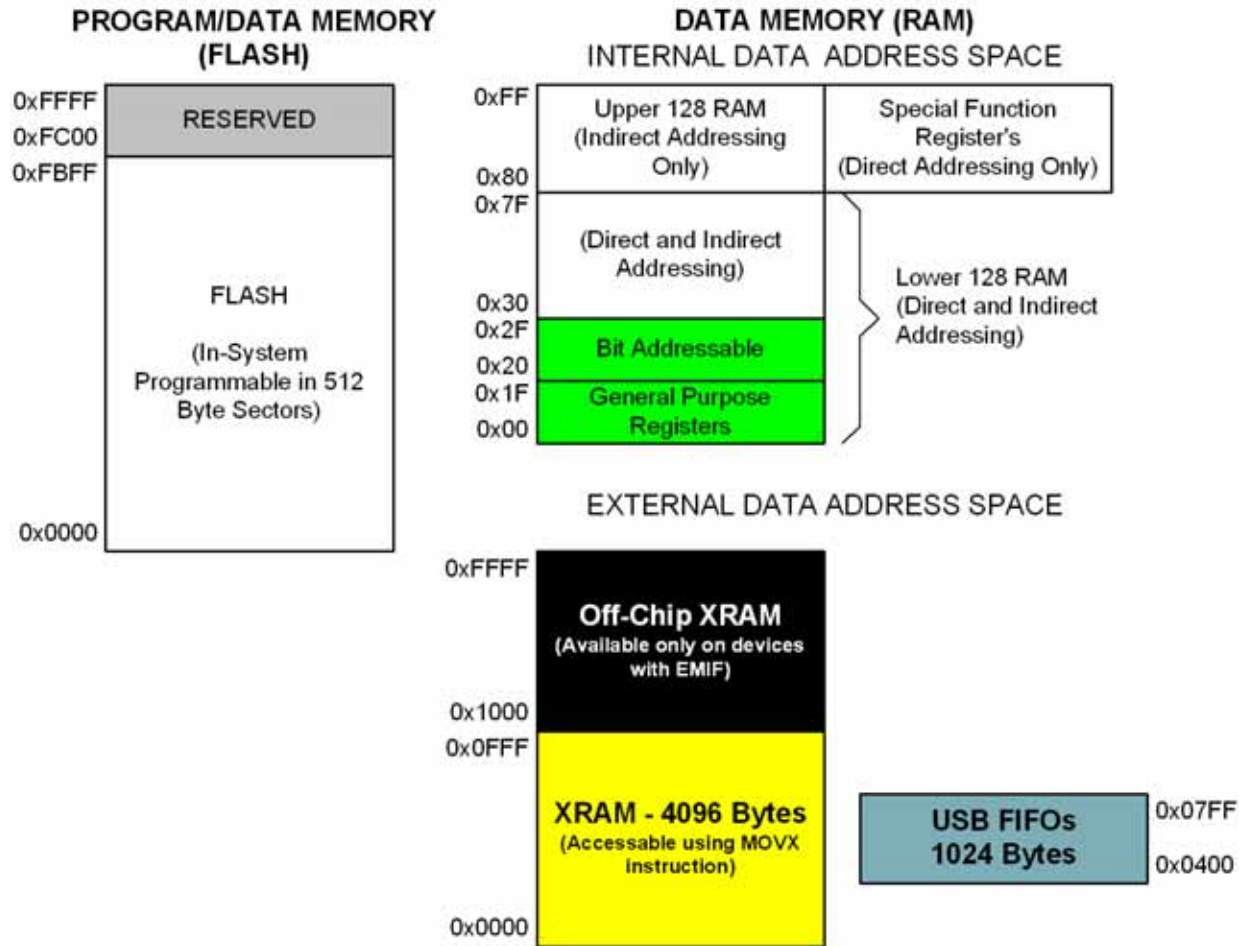 PROGRAM/DATA MEMORY
(FLASH)
0xFFFF
RESERVED
0xFC00
0xFBFF
FLASH
(In-System
Programmable in 512
Byte Sectors)
0x0000
DATA MEMORY (RAM)
INTERNAL DATA ADDRESS SPACE
0xFF
Upper 128 RAM
(Indirect Addressing
Only)
0x80
Special Function
Register's
(Direct Addressing Only)
0x7F
(Direct and Indirect
Addressing)
0x30
Lower 128 RAM
(Direct and Indirect
Addressing)
0x2F
Bit Addressable
0x20
0x1F
General Purpose
Registers
0x00
EXTERNAL DATA ADDRESS SPACE
0xFFFF
Off-Chip XRAM
(Available only on devices
with EMIF)
0x1000
0x0FFF
XRAM - 4096 Bytes
(Accessable using MOVX
instruction)
0x0000
USB FIFOs
1024 Bytes
0x07FF
0x0400